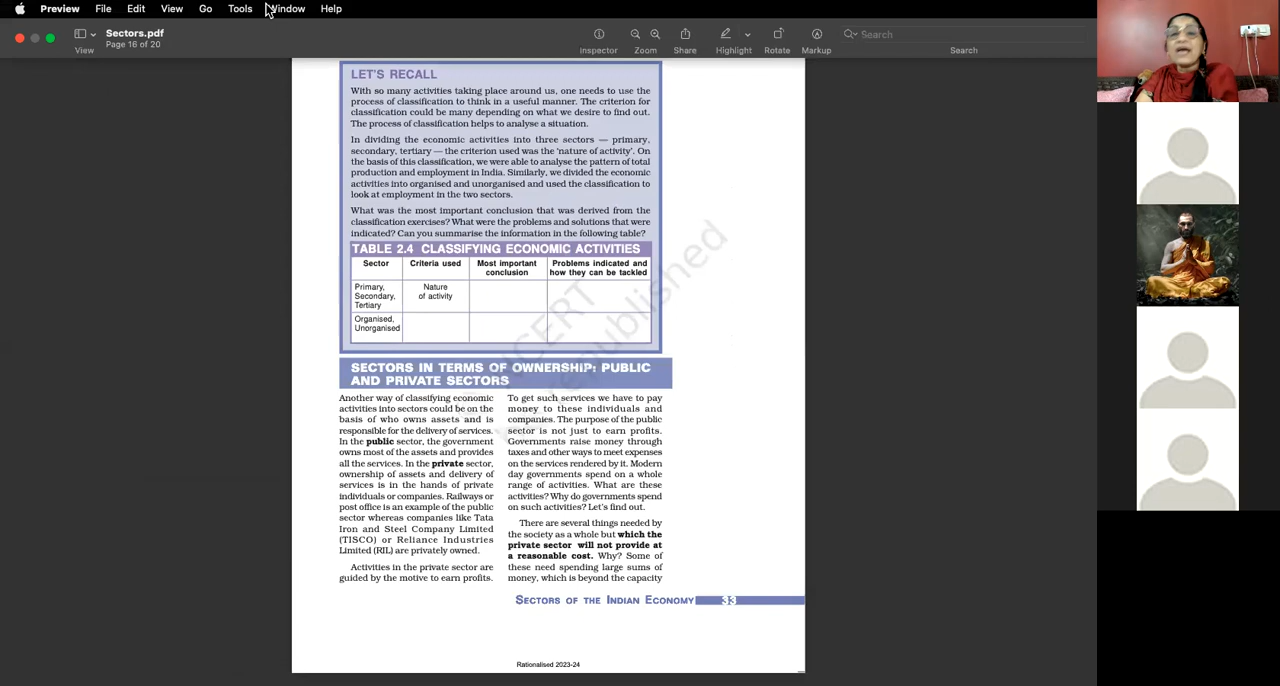 Preview File Edit View Go Tools Window Help
Sectors.pdf
Page 16 of 20
View
Inspector Zoom Share Highlight Rotate Markup Search
Search
LET'S RECALL
With so many activities taking place around us, one needs to use the
process of classification to think in a useful manner. The criterion for
classification could be many depending on what we desire to find out.
The process of classification helps to analyse a situation.
In dividing the economic activities into three sectors — primary,
secondary, tertiary — the criterion used was the 'nature of activity'. On
the basis of this classification, we were able to analyse the pattern of total
production and employment in India. Similarly, we divided the economic
activities into organised and unorganised and used the classification to
look at employment in the two sectors.
What was the most important conclusion that was derived from the
classification exercises? What were the problems and solutions that were
indicated? Can you summarise the information in the following table?
TABLE 2.4 CLASSIFYING ECONOMIC ACTIVITIES
Sector Criteria used Most important Problems indicated and
conclusion how they can be tackled
Primary, Nature
Secondary, of activity
Tertiary
Organised,
Unorganised
NCERT
republished
SECTORS IN TERMS OF OWNERSHIP: PUBLIC
AND PRIVATE SECTORS
Another way of classifying economic
activities into sectors could be on the
basis of who owns assets and is
responsible for the delivery of services.
In the public sector, the government
owns most of the assets and provides
all the services. In the private sector,
ownership of assets and delivery of
services is in the hands of private
individuals or companies. Railways or
post office is an example of the public
sector whereas companies like Tata
Iron and Steel Company Limited
(TISCO) or Reliance Industries
Limited (RIL) are privately owned.
Activities in the private sector are
guided by the motive to earn profits.
To get such services we have to pay
money to these individuals and
companies. The purpose of the public
sector is not just to earn profits.
Governments raise money through
taxes and other ways to meet expenses
on the services rendered by it. Modern
day governments spend on a whole
range of activities. What are these
activities? Why do governments spend
on such activities? Let's find out.
There are several things needed by
the society as a whole but which the
private sector will not provide at
a reasonable cost. Why? Some of
these need spending large sums of
money, which is beyond the capacity
SECTORS OF THE INDIAN ECONOMY 33
Rationalised 2023-24